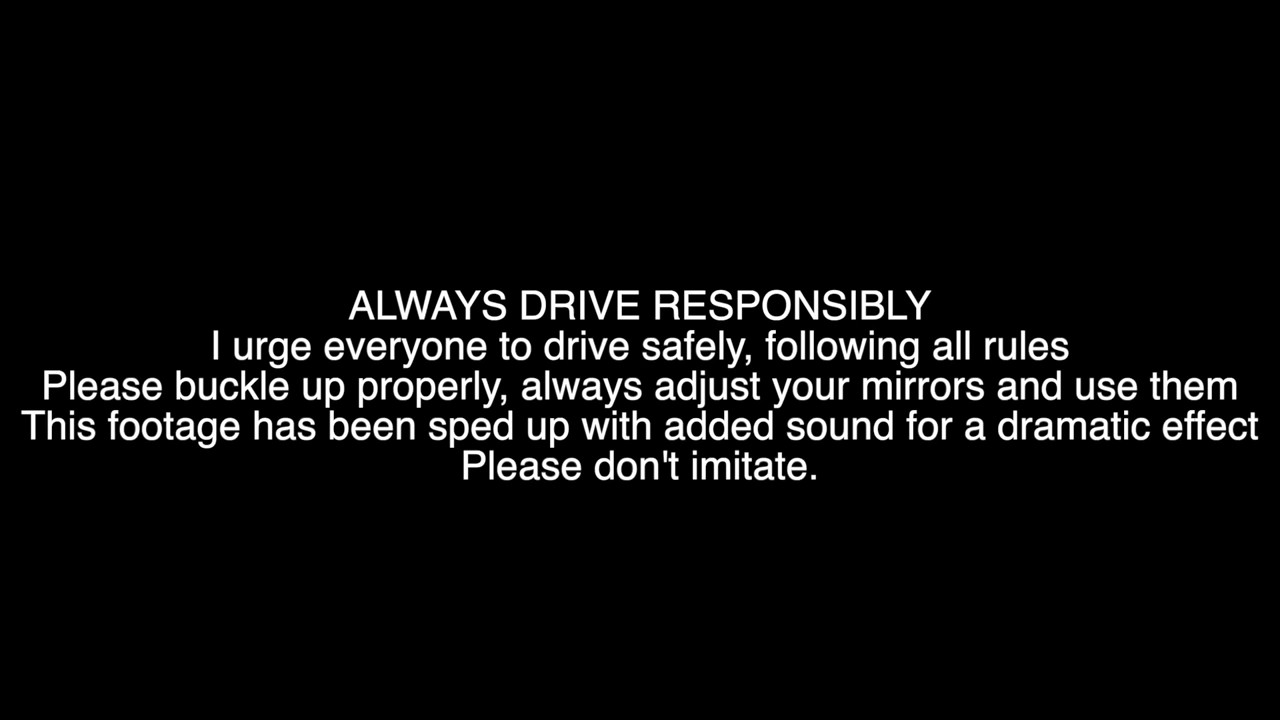 ALWAYS DRIVE RESPONSIBLY
I urge everyone to drive safely, following all rules
Please buckle up properly, always adjust your mirrors and use them
This footage has been sped up with added sound for a dramatic effect
Please don't imitate.